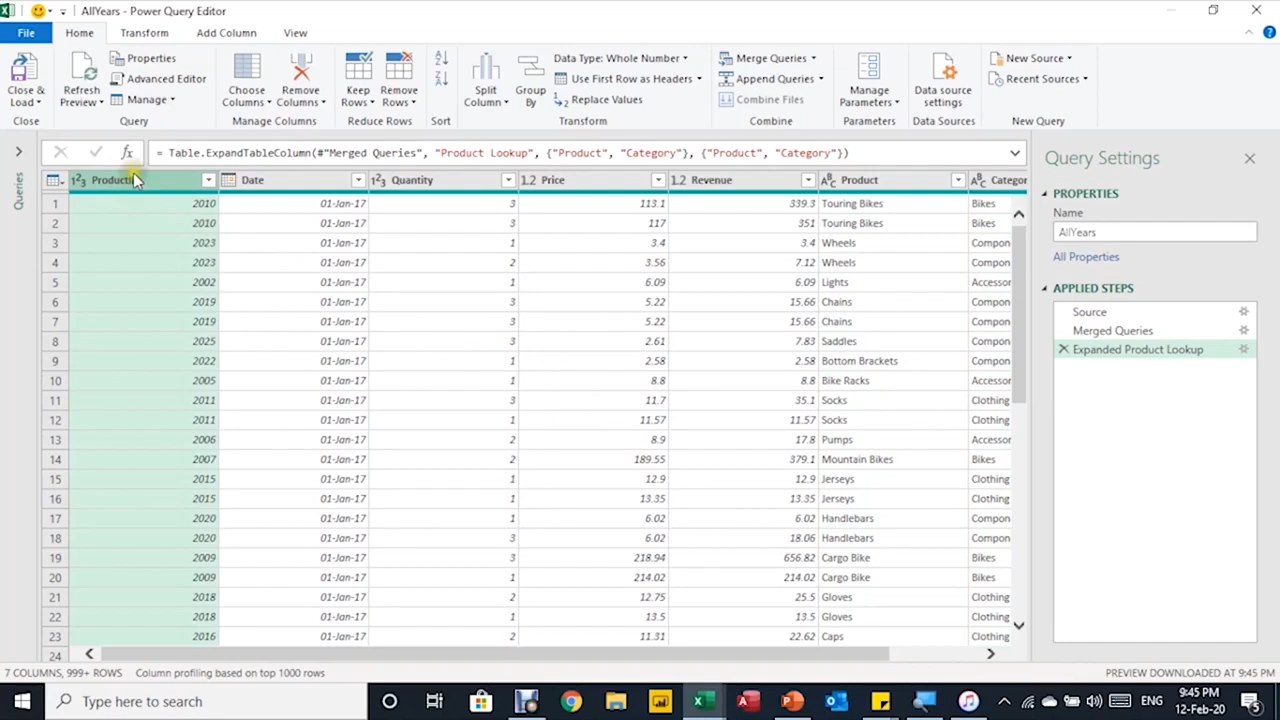 AllYears - Power Query Editor
File Home Transform Add Column View
Close & Load
Refresh Preview
Properties
Advanced Editor
Manage
Choose Columns
Remove Columns
Keep Rows
Remove Rows
Split Column
Group By
Data Type: Whole Number
Use First Row as Headers
Replace Values
Merge Queries
Append Queries
Combine Files
Manage Parameters
Data source settings
New Source
Recent Sources
Close Query Manage Columns Reduce Rows Sort Transform Combine Parameters Data Sources New Query
= Table.ExpandTableColumn(#"Merged Queries", "Product Lookup", {"Product", "Category"}, {"Product", "Category"})
Queries
Date Quantity Price Revenue Product Categor
1 2010 01-Jan-17 3 113.1 339.3 Touring Bikes Bikes
2 2010 01-Jan-17 3 117 351 Touring Bikes Bikes
3 2023 01-Jan-17 1 3.4 3.4 Wheels Compon
4 2023 01-Jan-17 2 3.56 7.12 Wheels Compon
5 2002 01-Jan-17 1 6.09 6.09 Lights Accessor
6 2019 01-Jan-17 3 5.22 15.66 Chains Compon
7 2019 01-Jan-17 3 5.22 15.66 Chains Compon
8 2025 01-Jan-17 3 2.61 7.83 Saddles Compon
9 2022 01-Jan-17 1 2.58 2.58 Bottom Brackets Compon
10 2005 01-Jan-17 1 8.8 8.8 Bike Racks Accessor
11 2011 01-Jan-17 3 11.7 35.1 Socks Clothing
12 2011 01-Jan-17 1 11.57 11.57 Socks Clothing
13 2006 01-Jan-17 2 8.9 17.8 Pumps Accessor
14 2007 01-Jan-17 2 189.55 379.1 Mountain Bikes Bikes
15 2015 01-Jan-17 1 12.9 12.9 Jerseys Clothing
16 2015 01-Jan-17 1 13.35 13.35 Jerseys Clothing
17 2020 01-Jan-17 1 6.02 6.02 Handlebars Compon
18 2020 01-Jan-17 3 6.02 18.06 Handlebars Compon
19 2009 01-Jan-17 3 218.94 656.82 Cargo Bike Bikes
20 2009 01-Jan-17 1 214.02 214.02 Cargo Bike Bikes
21 2018 01-Jan-17 2 12.75 25.5 Gloves Clothing
22 2018 01-Jan-17 1 13.5 13.5 Gloves Clothing
23 2016 01-Jan-17 2 11.31 22.62 Caps Clothing
24
Query Settings
PROPERTIES
Name
AllYears
All Properties
APPLIED STEPS
Source
Merged Queries
Expanded Product Lookup
7 COLUMNS, 999+ ROWS Column profiling based on top 1000 rows PREVIEW DOWNLOADED AT 9:45 PM
Type here to search
ENG
9:45 PM
12-Feb-20
5